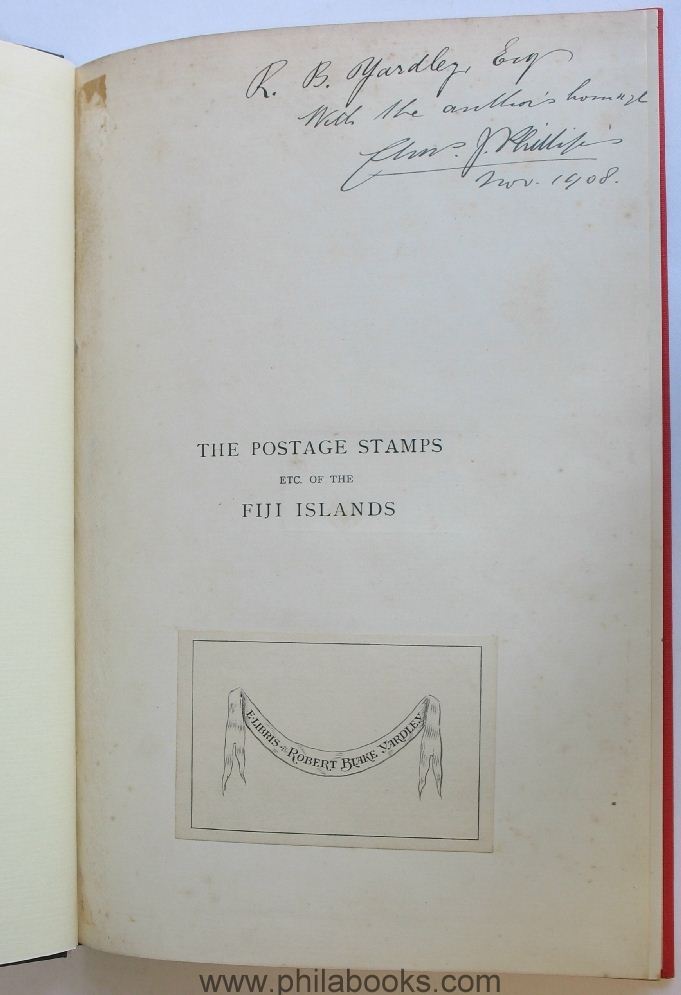 R. B. Yardley, Esq
With the author's homage
Chas. J. Phillips
Nov. 1908.
THE POSTAGE STAMPS
ETC. OF THE
FIJI ISLANDS
EX·LIBRIS ROBERT BLAKE YARDLEY
www.philabooks.com